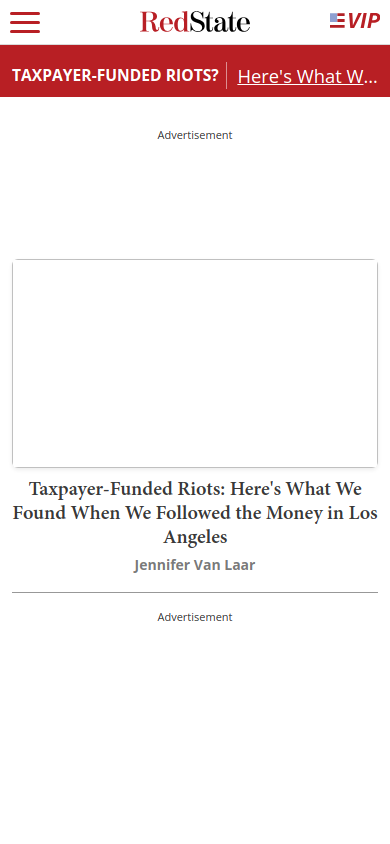 RedState
VIP
TAXPAYER-FUNDED RIOTS?
Here's What W...
Advertisement
Taxpayer-Funded Riots: Here's What We
Found When We Followed the Money in Los
Angeles
Jennifer Van Laar
Advertisement